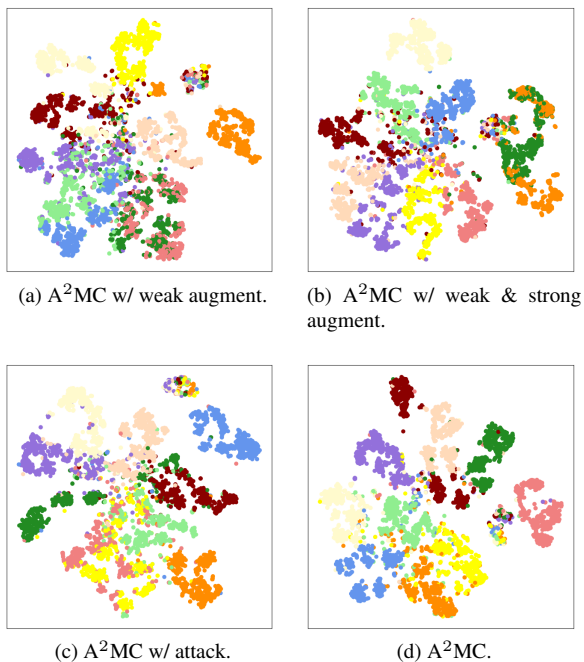 (a) A²MC w/ weak augment.
(b) A²MC w/ weak & strong
augment.
(c) A²MC w/ attack.
(d) A²MC.